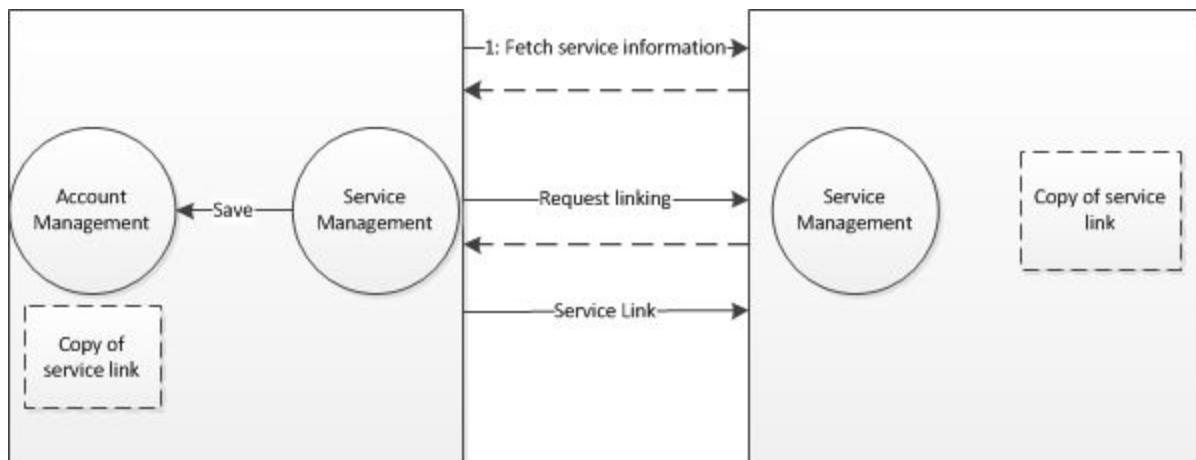 1: Fetch service information
Account
Management
Save
Service
Management
Request linking
Service
Management
Copy of service
link
Service Link
Copy of
service link